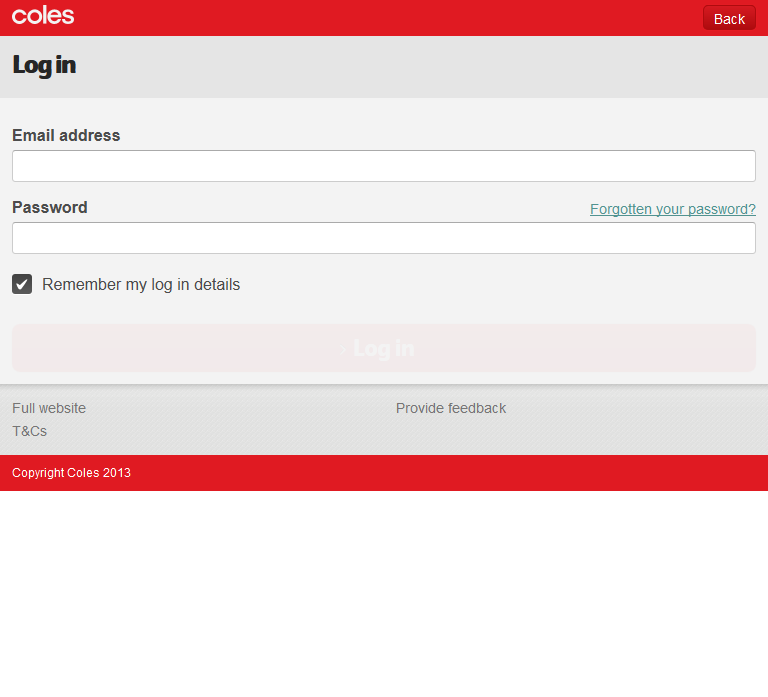 coles
Back
Log in
Email address
Password
Forgotten your password?
Remember my log in details
Log in
Full website
Provide feedback
T&Cs
Copyright Coles 2013